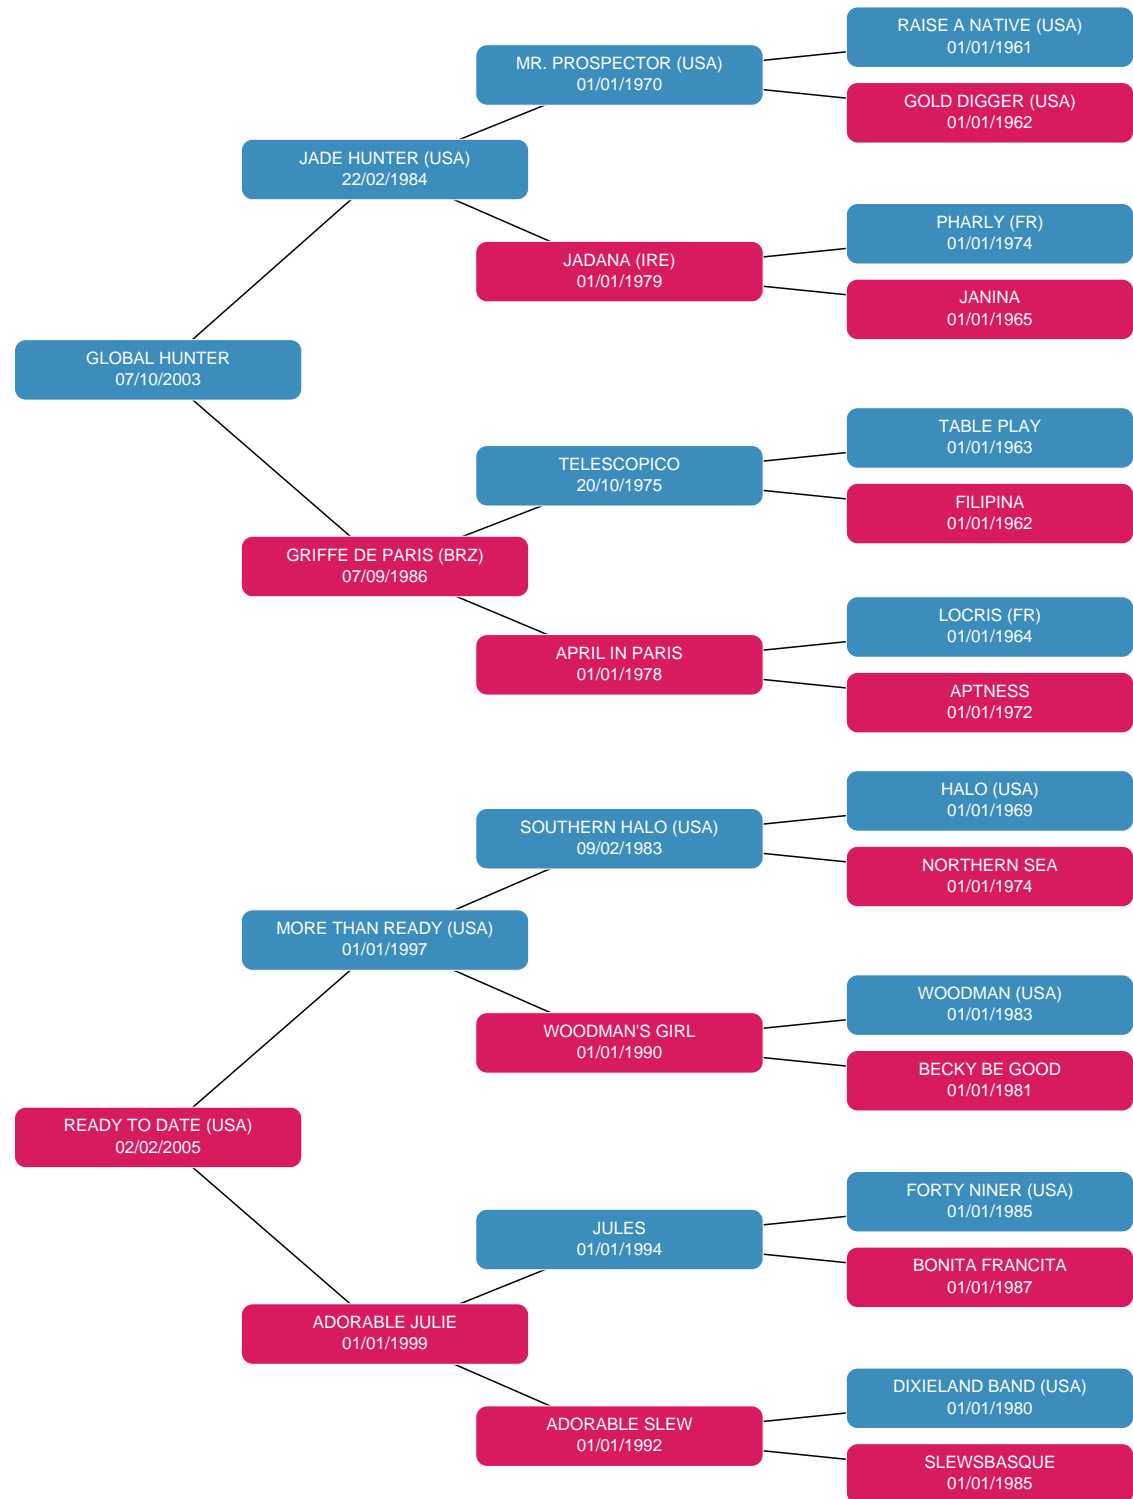 RAISE A NATIVE (USA)
01/01/1961
MR. PROSPECTOR (USA)
01/01/1970
GOLD DIGGER (USA)
01/01/1962
JADE HUNTER (USA)
22/02/1984
PHARLY (FR)
01/01/1974
JADANA (IRE)
01/01/1979
JANINA
01/01/1965
GLOBAL HUNTER
07/10/2003
TABLE PLAY
01/01/1963
TELESCOPICO
20/10/1975
FILIPINA
01/01/1962
GRIFFE DE PARIS (BRZ)
07/09/1986
LOCRIS (FR)
01/01/1964
APRIL IN PARIS
01/01/1978
APTNESS
01/01/1972
HALO (USA)
01/01/1969
SOUTHERN HALO (USA)
09/02/1983
NORTHERN SEA
01/01/1974
MORE THAN READY (USA)
01/01/1997
WOODMAN (USA)
01/01/1983
WOODMAN'S GIRL
01/01/1990
BECKY BE GOOD
01/01/1981
READY TO DATE (USA)
02/02/2005
FORTY NINER (USA)
01/01/1985
JULES
01/01/1994
BONITA FRANCITA
01/01/1987
ADORABLE JULIE
01/01/1999
DIXIELAND BAND (USA)
01/01/1980
ADORABLE SLEW
01/01/1992
SLEWSBASQUE
01/01/1985